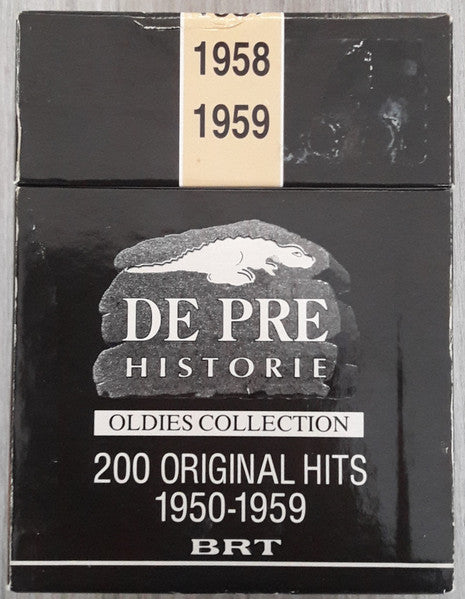 1958
1959
DE PRE
HISTORIE
OLDIES COLLECTION
200 ORIGINAL HITS
1950-1959
BRT